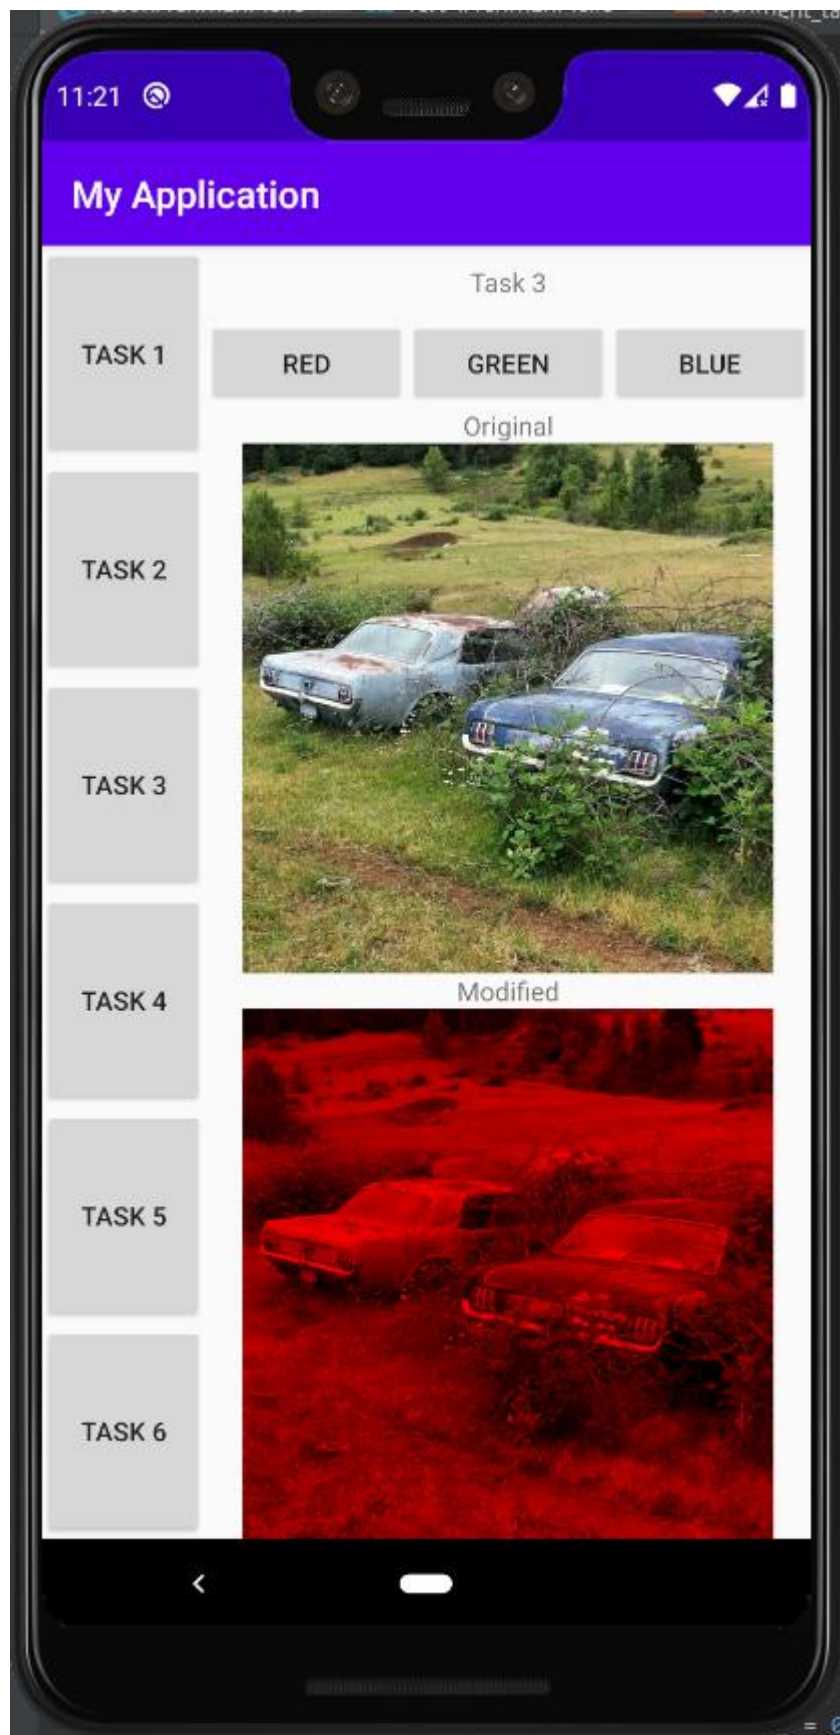 11:21
My Application
TASK 1
TASK 2
TASK 3
TASK 4
TASK 5
TASK 6
Task 3
RED GREEN BLUE
Original
Modified